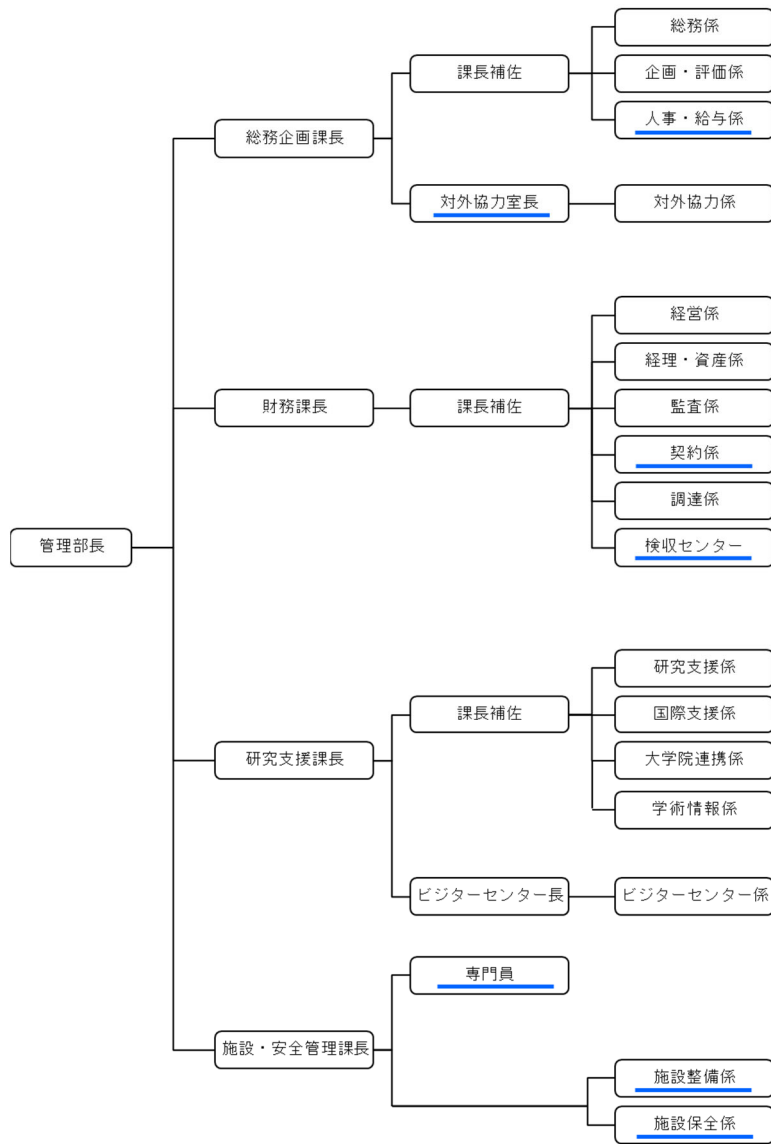 総務係
課長補佐
企画・評価係
人事・給与係
総務企画課長
対外協力室長
対外協力係
経営係
経理・資産係
財務課長
課長補佐
監査係
契約係
調達係
管理部長
検収センター
研究支援係
課長補佐
国際支援係
研究支援課長
大学院連携係
学術情報係
ビジターセンター長
ビジターセンター係
専門員
施設・安全管理課長
施設整備係
施設保全係